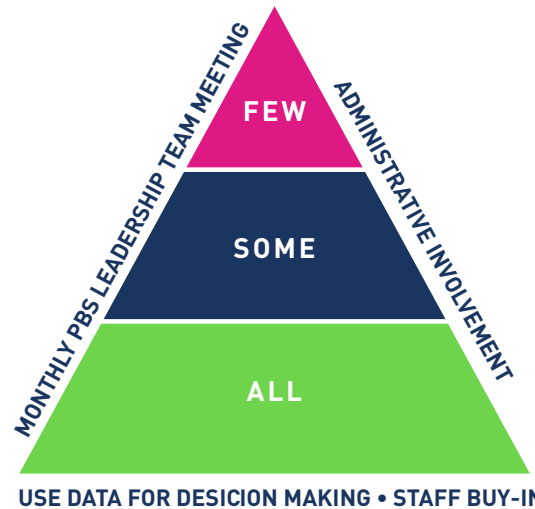 MONTHLY PBS LEADERSHIP TEAM MEETING
ADMINISTRATIVE INVOLVEMENT
FEW
SOME
ALL
USE DATA FOR DESICION MAKING • STAFF BUY-IN